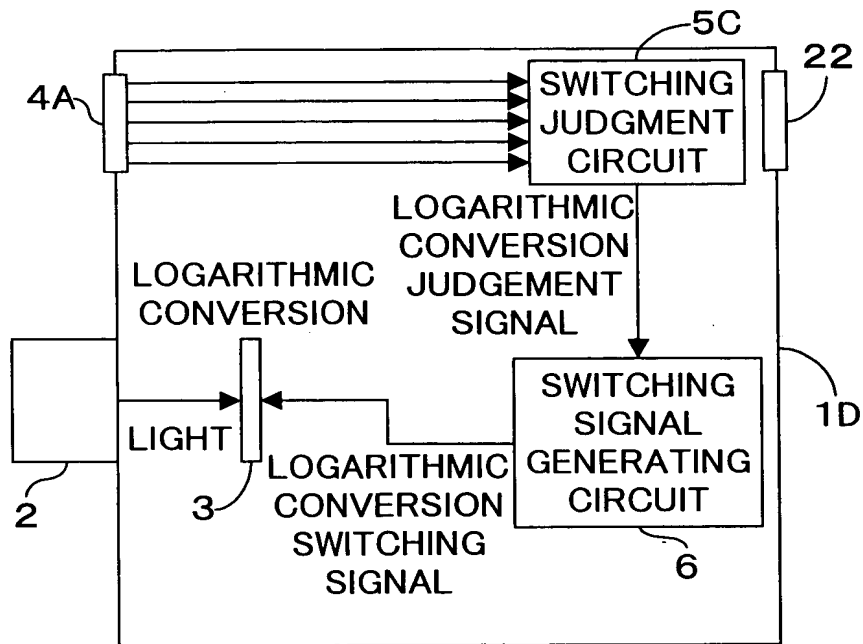 5C
22
4A
SWITCHING
JUDGMENT
CIRCUIT
LOGARITHMIC
CONVERSION
JUDGEMENT
SIGNAL
LOGARITHMIC
CONVERSION
SWITCHING
SIGNAL
GENERATING
CIRCUIT
1D
LIGHT
2
3
LOGARITHMIC
CONVERSION
SWITCHING
SIGNAL
6